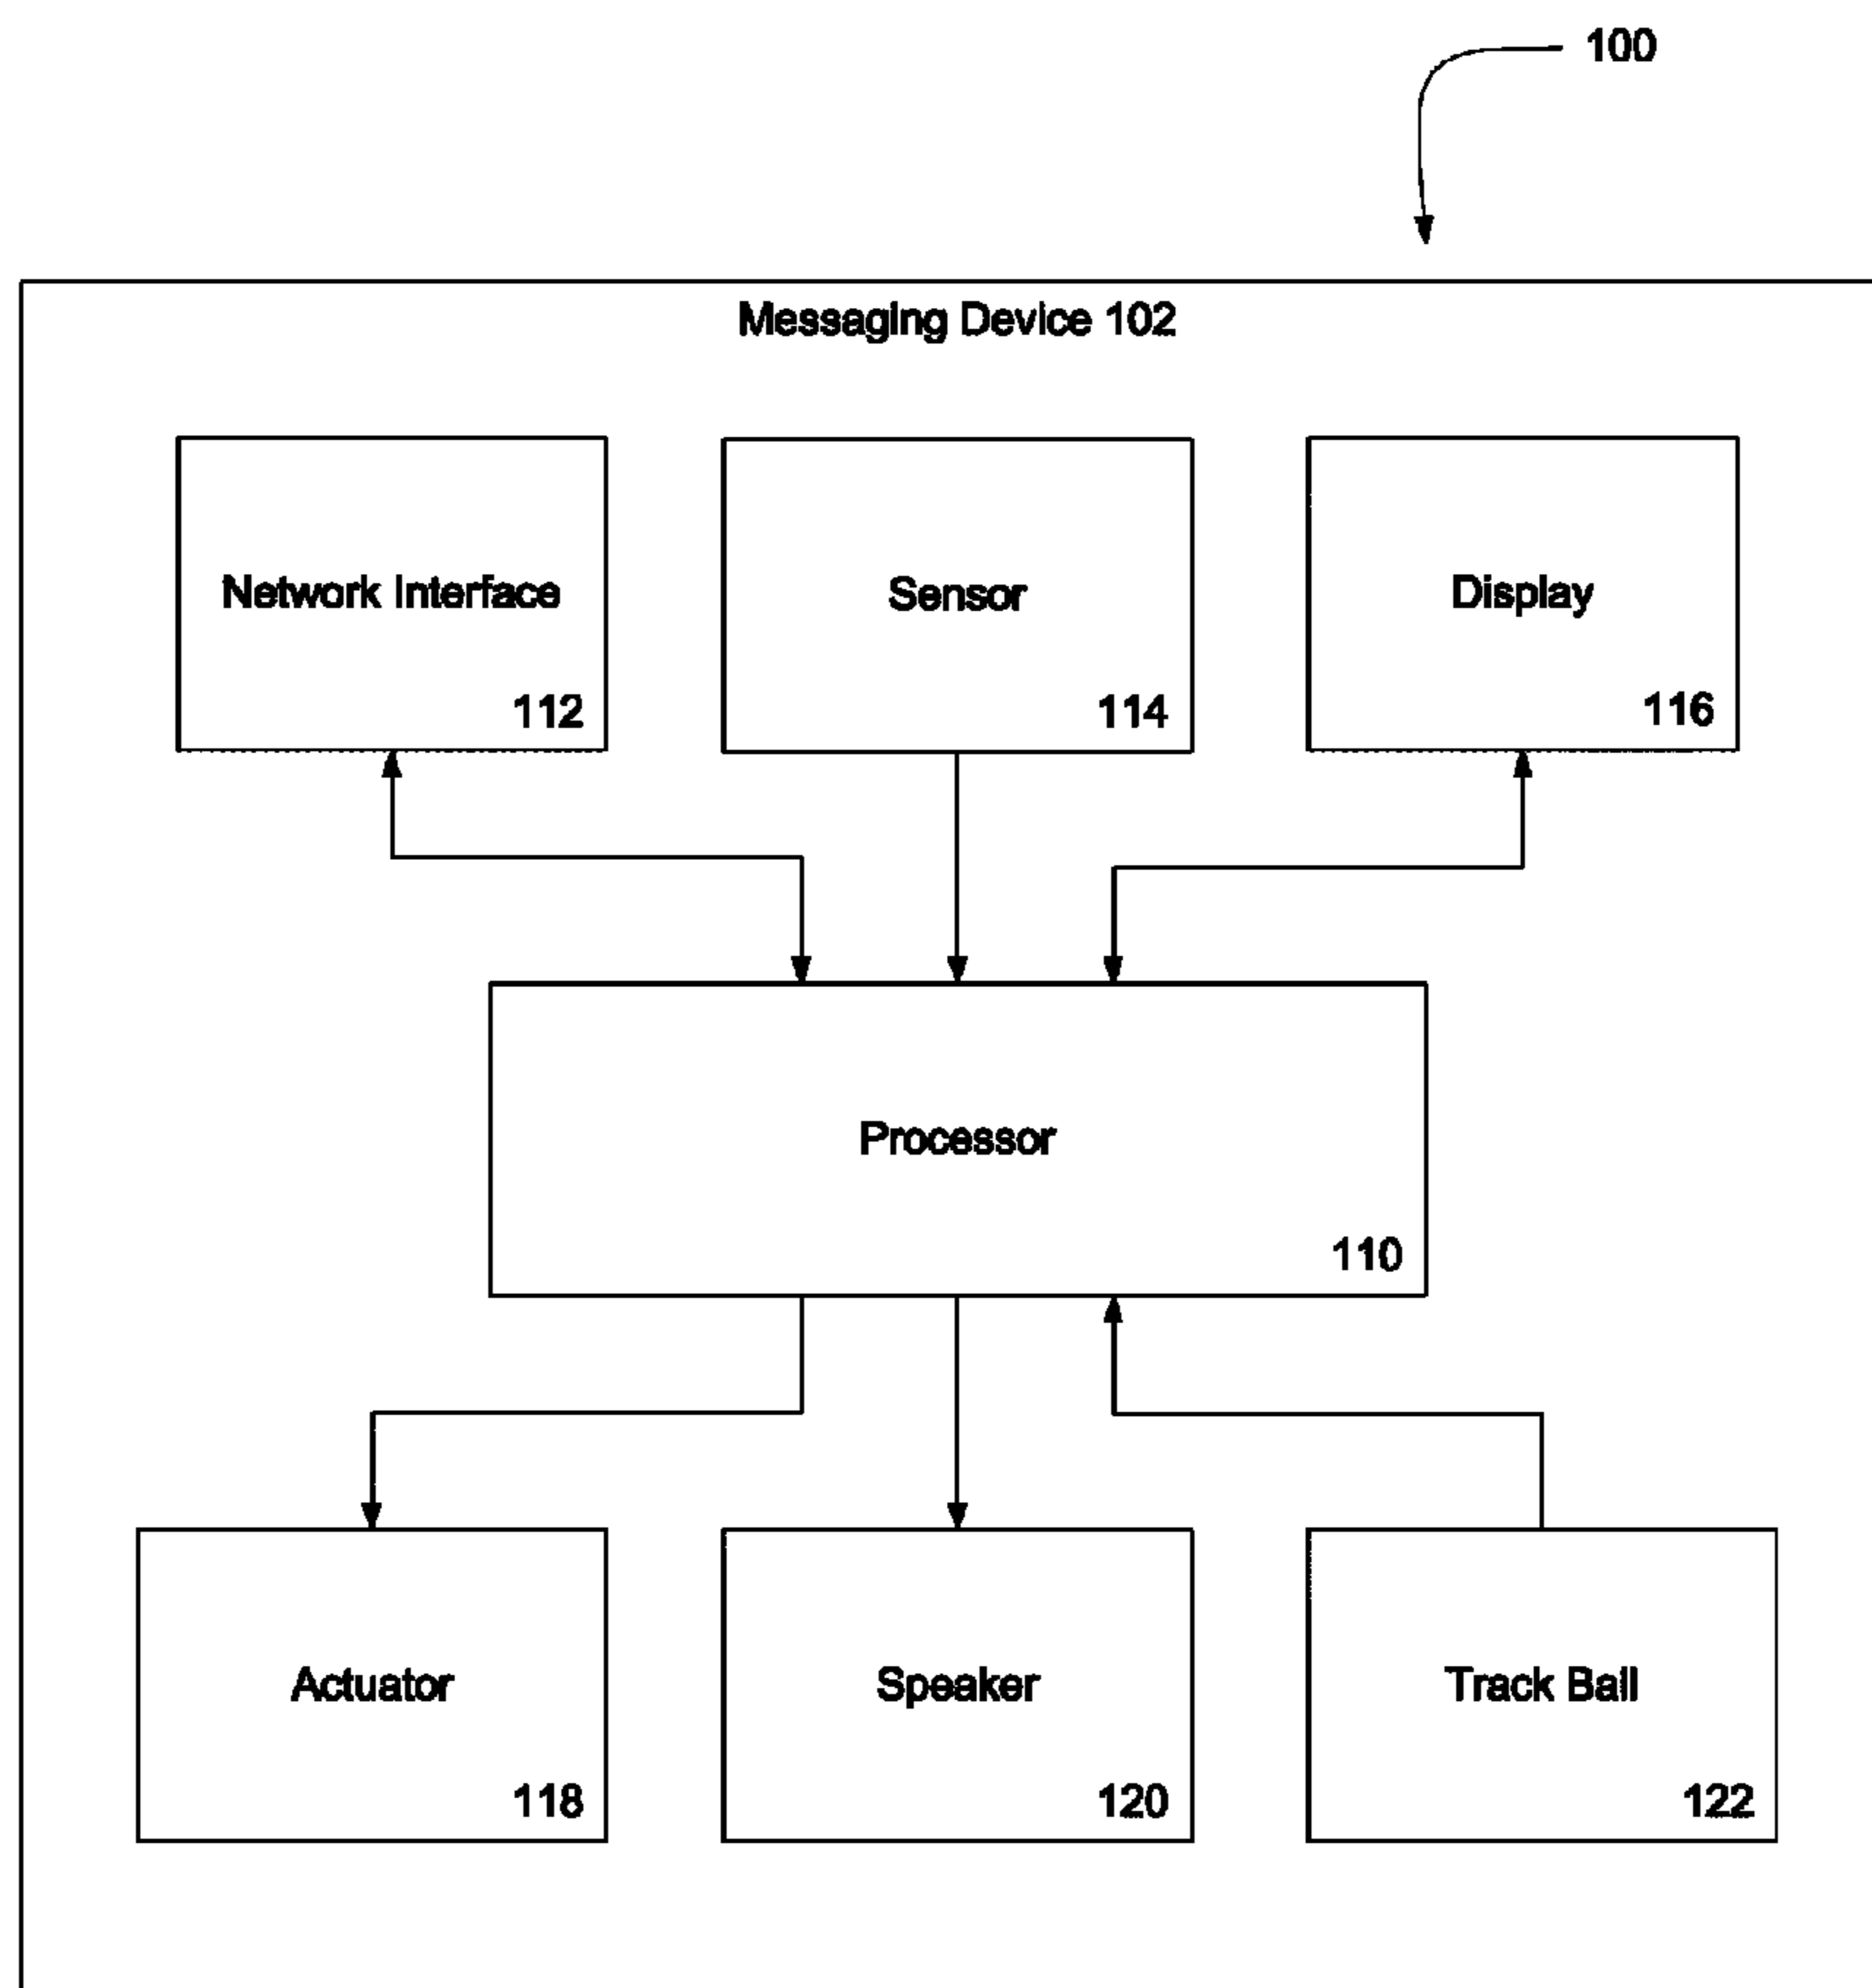 100
Messaging Device 102
Network Interface
112
Sensor
114
Display
116
Processor
110
Actuator
118
Speaker
120
Track Ball
122